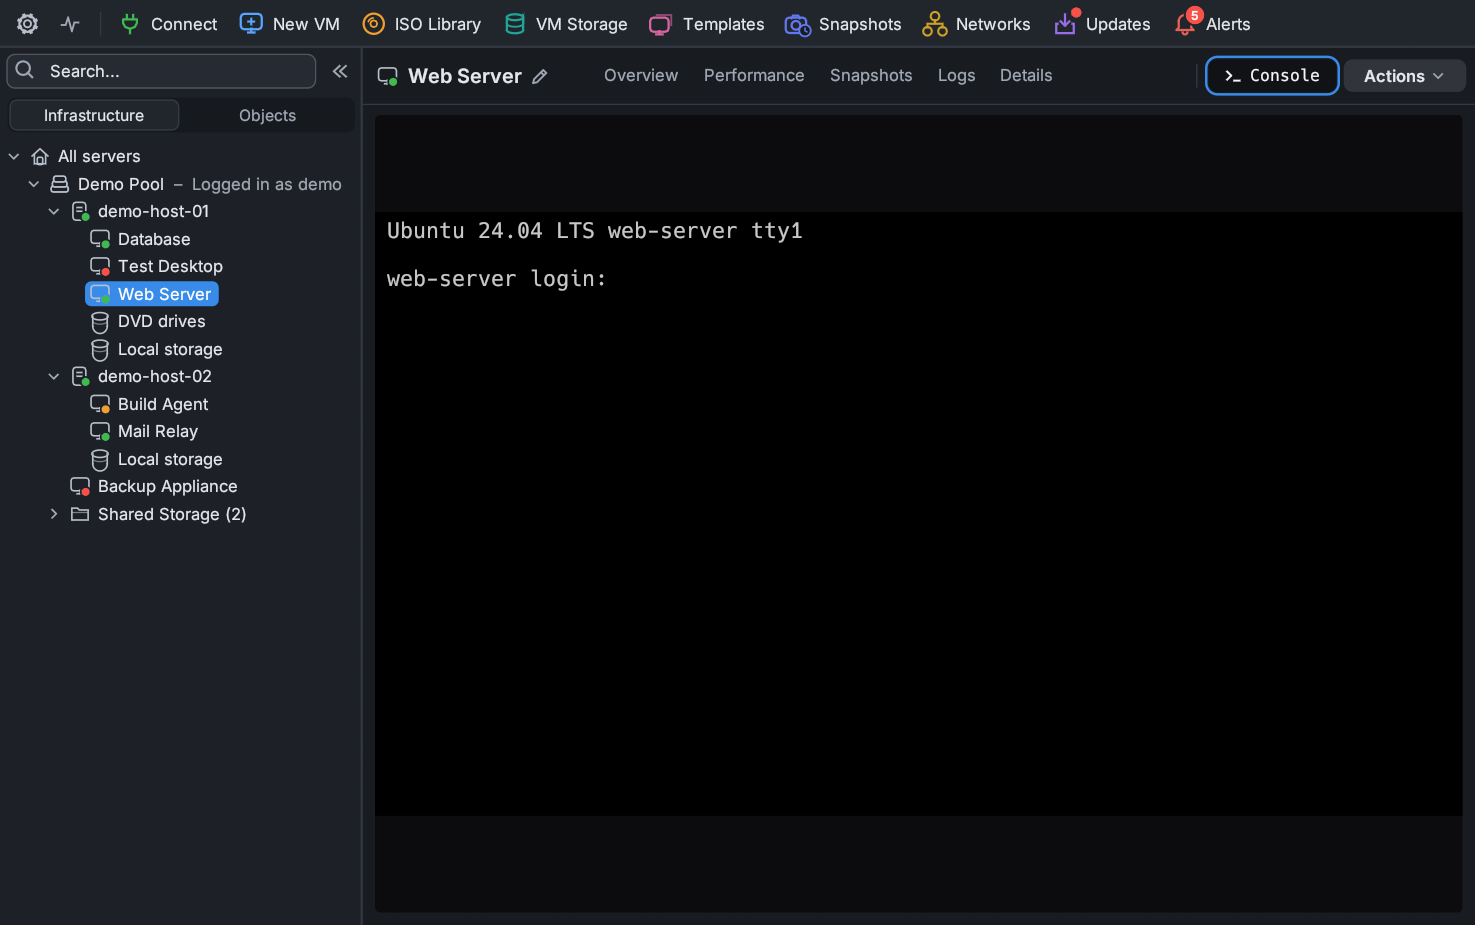 Connect
New VM
ISO Library
VM Storage
Templates
Snapshots
Networks
Updates
5
Alerts
Search...
Infrastructure
Objects
All servers
Demo Pool – Logged in as demo
demo-host-01
Database
Test Desktop
Web Server
DVD drives
Local storage
demo-host-02
Build Agent
Mail Relay
Local storage
Backup Appliance
Shared Storage (2)
Web Server
Overview
Performance
Snapshots
Logs
Details
>_ Console
Actions
Ubuntu 24.04 LTS web-server tty1
web-server login: